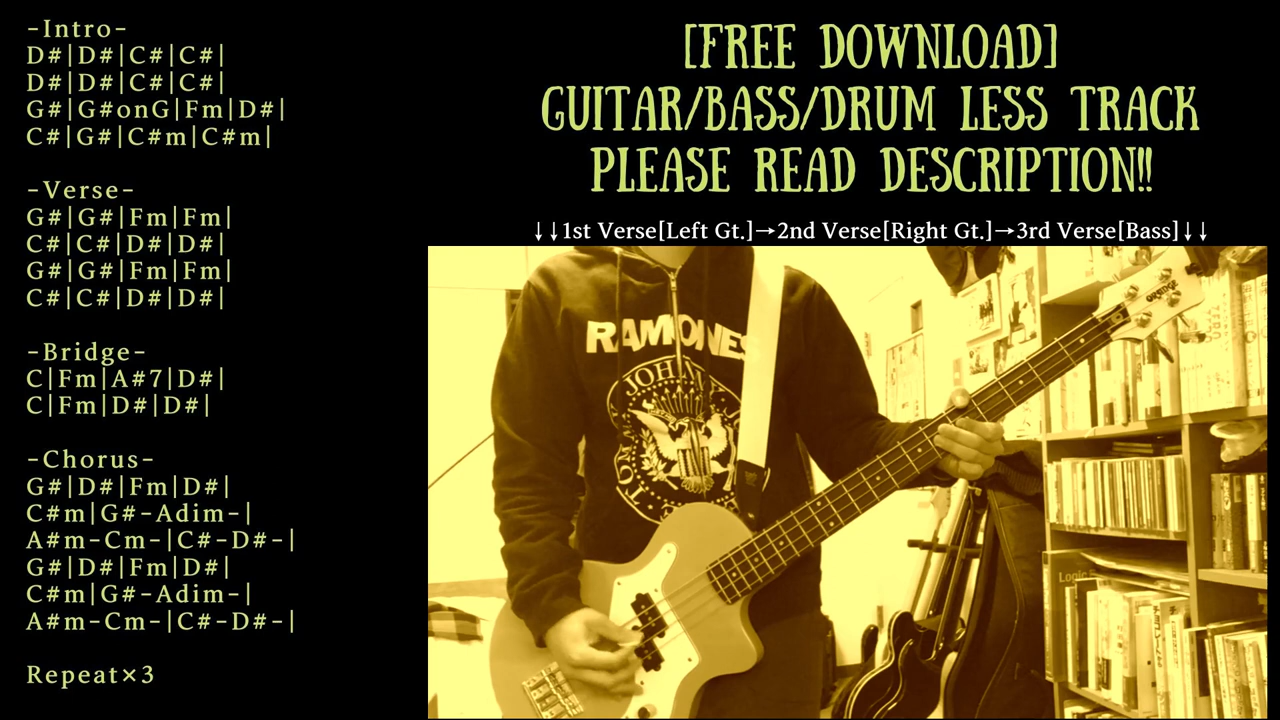 -Intro-
D#|D#|C#|C#|
D#|D#|C#|C#|
G#|G#onG|Fm|D#|
C#|G#|C#m|C#m|

-Verse-
G#|G#|Fm|Fm|
C#|C#|D#|D#|
G#|G#|Fm|Fm|
C#|C#|D#|D#|

-Bridge-
C|Fm|A#7|D#|
C|Fm|D#|D#|

-Chorus-
G#|D#|Fm|D#|
C#m|G#-Adim-|
A#m-Cm-|C#-D#-|
G#|D#|Fm|D#|
C#m|G#-Adim-|
A#m-Cm-|C#-D#-|

Repeat×3

[FREE DOWNLOAD]
GUITAR/BASS/DRUM LESS TRACK
PLEASE READ DESCRIPTION!!
↓↓1st Verse[Left Gt.]→2nd Verse[Right Gt.]→3rd Verse[Bass]↓↓
RAMONES
ORANGE
Logic